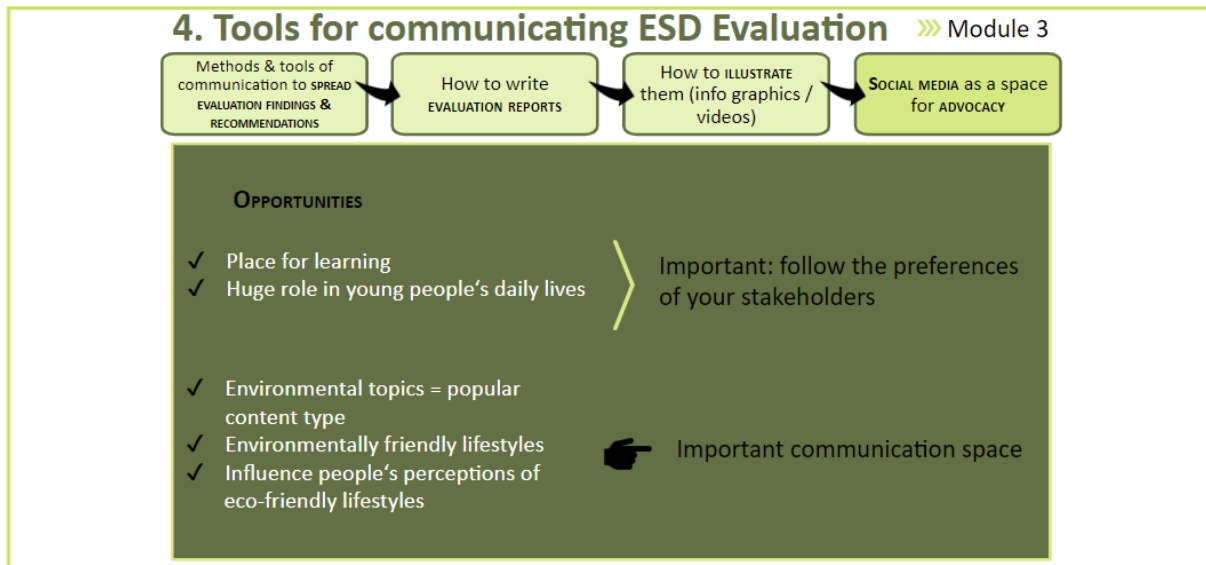 4. Tools for communicating ESD Evaluation
Module 3
Methods & tools of
communication to SPREAD
EVALUATION FINDINGS &
RECOMMENDATIONS
How to write
EVALUATION REPORTS
How to ILLUSTRATE
them (info graphics /
videos)
SOCIAL MEDIA as a space
for ADVOCACY
OPPORTUNITIES
✓ Place for learning
✓ Huge role in young people‘s daily lives
Important: follow the preferences
of your stakeholders
✓ Environmental topics = popular
content type
✓ Environmentally friendly lifestyles
✓ Influence people‘s perceptions of
eco-friendly lifestyles
Important communication space